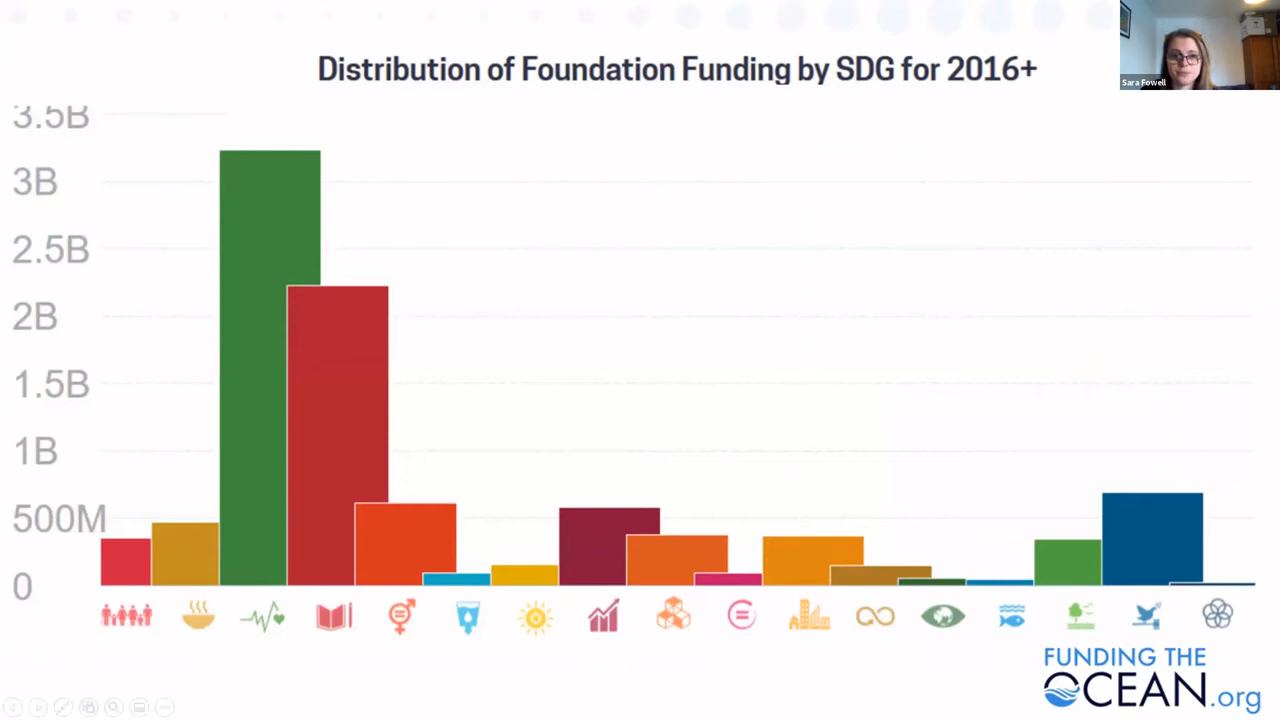 Distribution of Foundation Funding by SDG for 2016+
Sara Fowell
3.5B
3B
2.5B
2B
1.5B
1B
500M
0
FUNDING THE
OCEAN.org